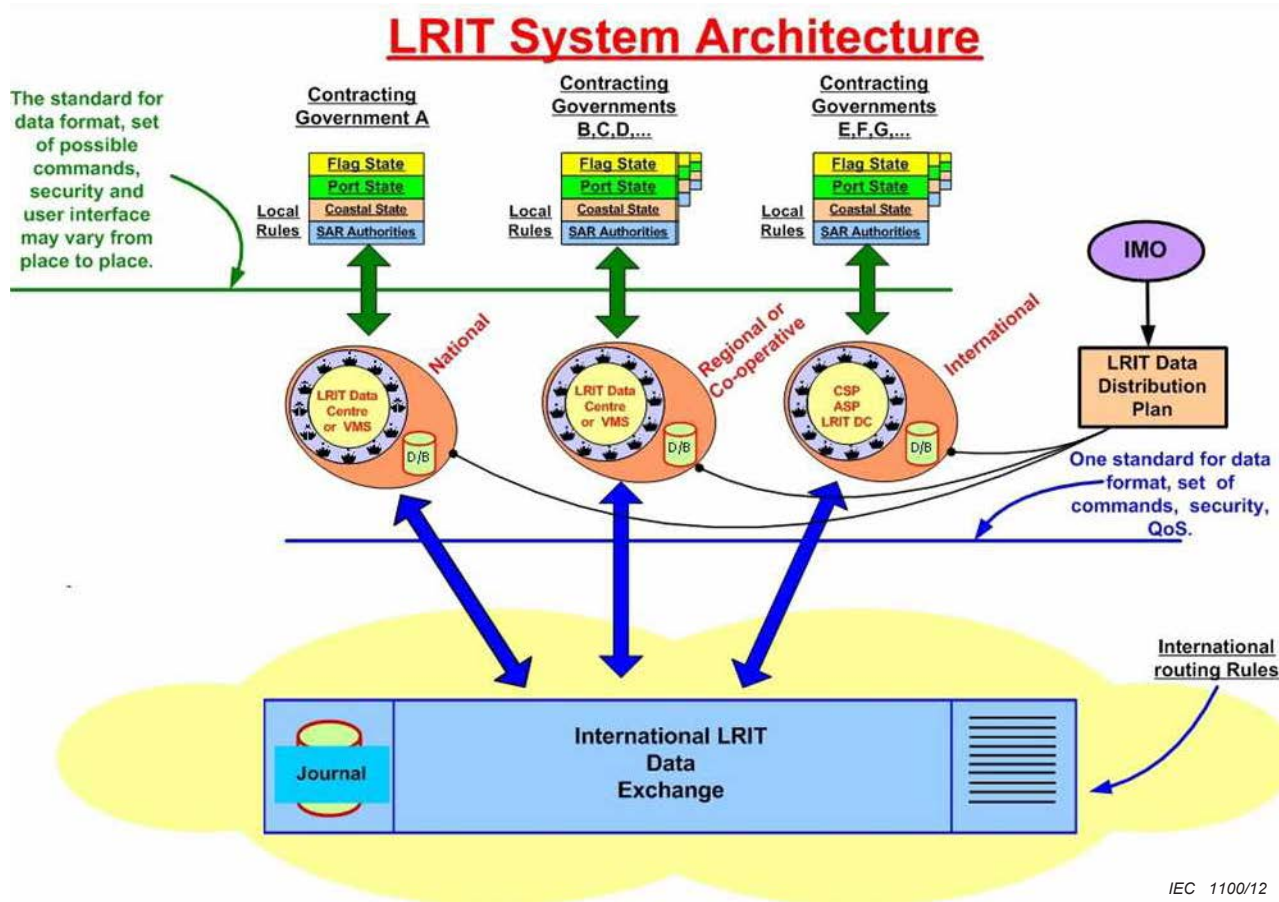 LRIT System Architecture
The standard for
data format, set
of possible
commands,
security and
user interface
may vary from
place to place.
Contracting
Government A
Flag State
Port State
Coastal State
SAR Authorities
Local
Rules
Contracting
Governments
B,C,D,...
Flag State
Port State
Coastal State
SAR Authorities
Local
Rules
Contracting
Governments
E,F,G,...
Flag State
Port State
Coastal State
SAR Authorities
Local
Rules
IMO
LRIT Data
Distribution
Plan
National
LRIT Data
Centre
or VMS
D/B
Regional or
Co-operative
LRIT Data
Centre
or VMS
D/B
International
CSP
ASP
LRIT DC
D/B
One standard for data
format, set of
commands, security,
QoS.
International
routing Rules
Journal
International LRIT
Data
Exchange
IEC 1100/12